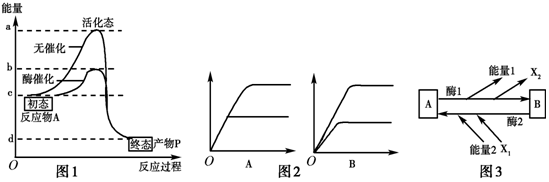 能量
a
活化态
无催化
b
酶催化
c
初态
反应物A
d
终态 产物P
O
反应过程
图1
O
A
图2
O
B
能量1
X₂
A
酶1
B
酶2
能量2
X₁
图3